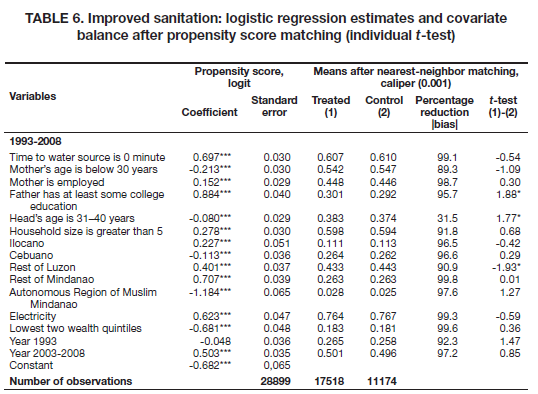 TABLE 6. Improved sanitation: logistic regression estimates and covariate
balance after propensity score matching (individual t-test)
Variables Propensity score, logit Means after nearest-neighbor matching, caliper (0.001)
Coefficient Standard error Treated (1) Control (2) Percentage reduction |bias| t-test (1)-(2)
1993-2008
Time to water source is 0 minute 0.697*** 0.030 0.607 0.610 99.1 -0.54
Mother's age is below 30 years -0.213*** 0.030 0.542 0.547 89.3 -1.09
Mother is employed 0.152*** 0.029 0.448 0.446 98.7 0.30
Father has at least some college education 0.884*** 0.040 0.301 0.292 95.7 1.88*
Head's age is 31–40 years -0.080*** 0.029 0.383 0.374 31.5 1.77*
Household size is greater than 5 0.278*** 0.030 0.598 0.594 91.8 0.68
Ilocano 0.227*** 0.051 0.111 0.113 96.5 -0.42
Cebuano -0.113*** 0.036 0.264 0.262 96.6 0.29
Rest of Luzon 0.401*** 0.037 0.433 0.443 90.9 -1.93*
Rest of Mindanao 0.707*** 0.039 0.263 0.263 99.8 0.01
Autonomous Region of Muslim Mindanao -1.184*** 0.065 0.028 0.025 97.6 1.27
Electricity 0.623*** 0.047 0.764 0.767 99.3 -0.59
Lowest two wealth quintiles -0.681*** 0.048 0.183 0.181 99.6 0.36
Year 1993 -0.048 0.036 0.265 0.258 92.3 1.47
Year 2003-2008 0.503*** 0.035 0.501 0.496 97.2 0.85
Constant -0.682*** 0,065
Number of observations 28899 17518 11174